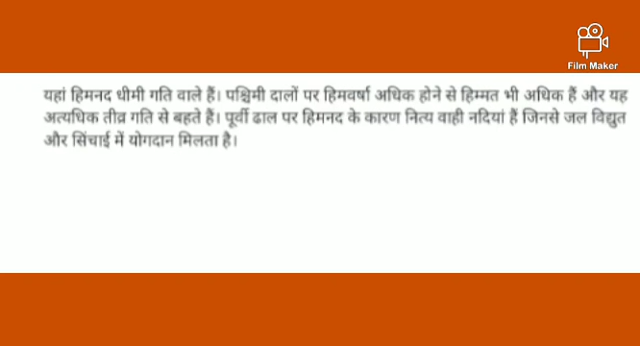 Film Maker
यहां हिमनद धीमी गति वाले हैं। पश्चिमी दालों पर हिमवर्षा अधिक होने से हिम्मत भी अधिक हैं और यह
अत्यधिक तीव्र गति से बहते हैं। पूर्वी ढाल पर हिमनद के कारण नित्य वाही नदियां हैं जिनसे जल विद्युत
और सिंचाई में योगदान मिलता है।